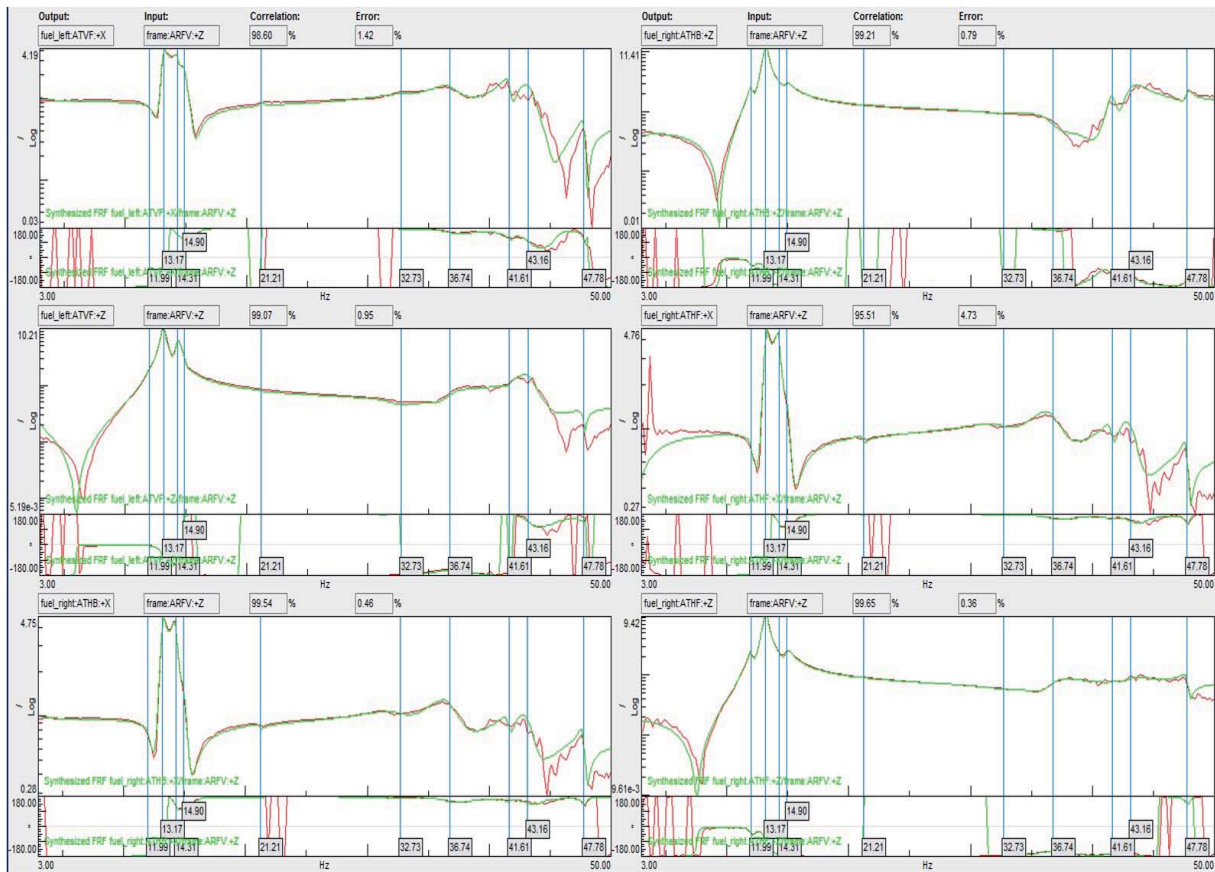 Output: Input: Correlation: Error:
fuel_left:ATVF:+X frame:ARFV:+Z 98.60 % 1.42 %
4.19
/
Log
0.03
Synthesized FRF fuel_left:ATVF:+X/frame:ARFV:+Z
180.00
°
-180.00
14.90
13.17 43.16
11.99 14.31 21.21 32.73 36.74 41.61 47.78
3.00 Hz 50.00
Output: Input: Correlation: Error:
fuel_right:ATHB:+Z frame:ARFV:+Z 99.21 % 0.79 %
11.41
/
Log
0.01
Synthesized FRF fuel_right:ATHB:+Z/frame:ARFV:+Z
180.00
°
-180.00
14.90
13.17 43.16
11.99 14.31 21.21 32.73 36.74 41.61 47.78
3.00 Hz 50.00
fuel_left:ATVF:+Z frame:ARFV:+Z 99.07 % 0.95 %
10.21
/
Log
5.19e-3
Synthesized FRF fuel_left:ATVF:+Z/frame:ARFV:+Z
180.00
°
-180.00
14.90
13.17 43.16
11.99 14.31 21.21 32.73 36.74 41.61 47.78
3.00 Hz 50.00
fuel_right:ATHF:+X frame:ARFV:+Z 95.51 % 4.73 %
4.76
/
Log
0.27
Synthesized FRF fuel_right:ATHF:+X/frame:ARFV:+Z
180.00
°
-180.00
14.90
13.17 43.16
11.99 14.31 21.21 32.73 36.74 41.61 47.78
3.00 Hz 50.00
fuel_right:ATHB:+X frame:ARFV:+Z 99.54 % 0.46 %
4.75
/
Log
0.28
Synthesized FRF fuel_right:ATHB:+X/frame:ARFV:+Z
180.00
°
-180.00
14.90
13.17 43.16
11.99 14.31 21.21 32.73 36.74 41.61 47.78
3.00 Hz 50.00
fuel_right:ATHF:+Z frame:ARFV:+Z 99.65 % 0.36 %
9.42
/
Log
9.61e-3
Synthesized FRF fuel_right:ATHF:+Z/frame:ARFV:+Z
180.00
°
-180.00
14.90
13.17 43.16
11.99 14.31 21.21 32.73 36.74 41.61 47.78
3.00 Hz 50.00